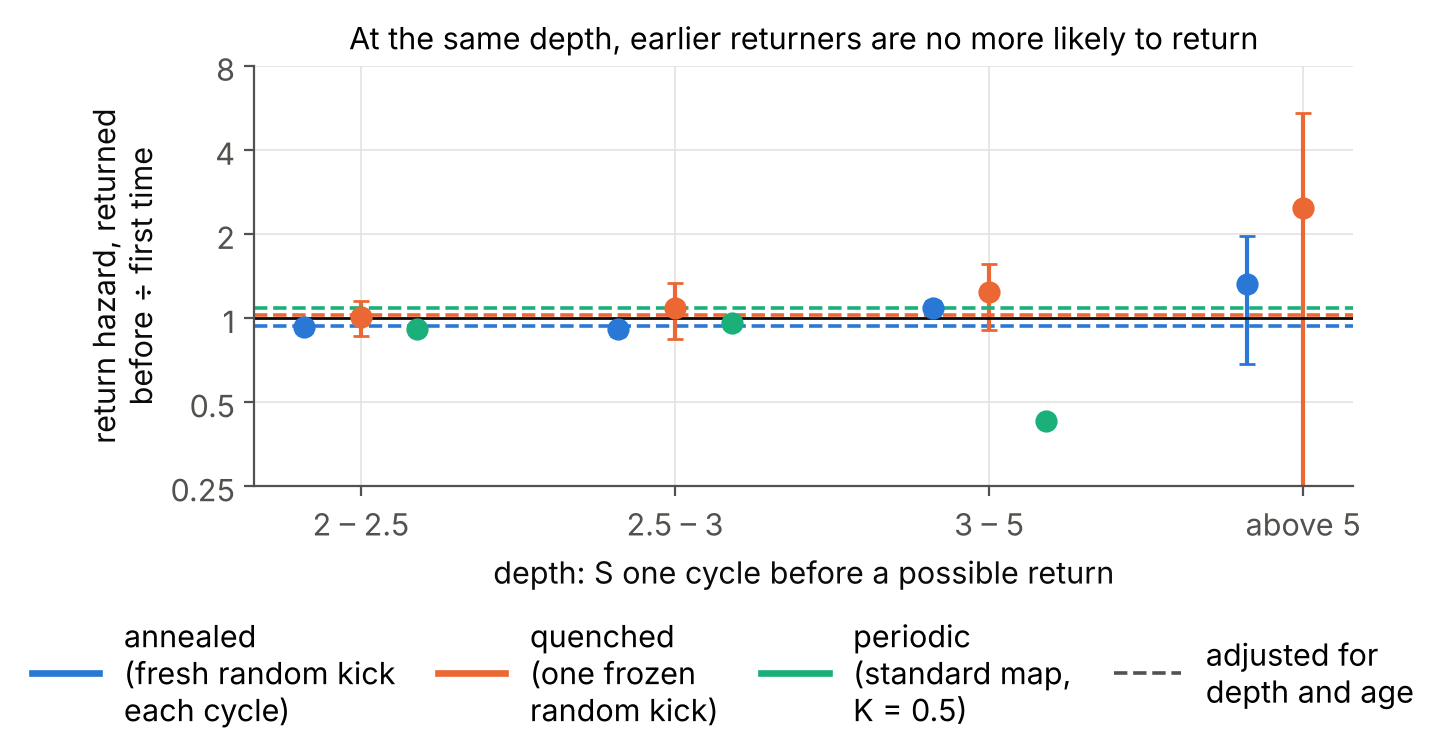 At the same depth, earlier returners are no more likely to return
return hazard, returned
before ÷ first time
8
4
2
1
0.5
0.25
2 – 2.5
2.5 – 3
3 – 5
above 5
depth: S one cycle before a possible return
annealed
(fresh random kick
each cycle)
quenched
(one frozen
random kick)
periodic
(standard map,
K = 0.5)
adjusted for
depth and age